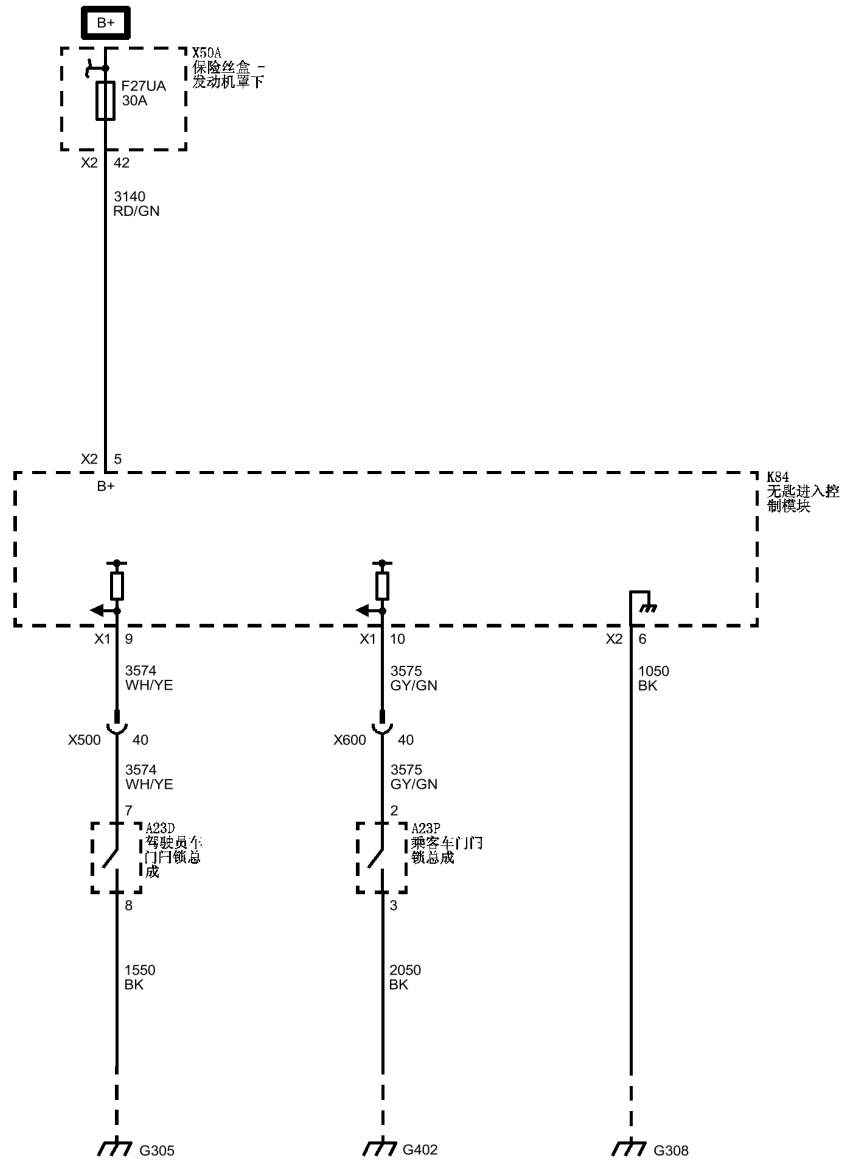 B+
X50A
保险丝盒 -
发动机罩下
F27UA
30A
X2 42
3140
RD/GN
X2 5
B+
K84
无匙进入控
制模块
X1 9
X1 10
X2 6
3574
WH/YE
3575
GY/GN
1050
BK
X500 40
X600 40
3574
WH/YE
3575
GY/GN
7
2
A23D
驾驶员车
门闩锁总
成
A23P
乘客车门闩
锁总成
8
3
1550
BK
2050
BK
G305
G402
G308